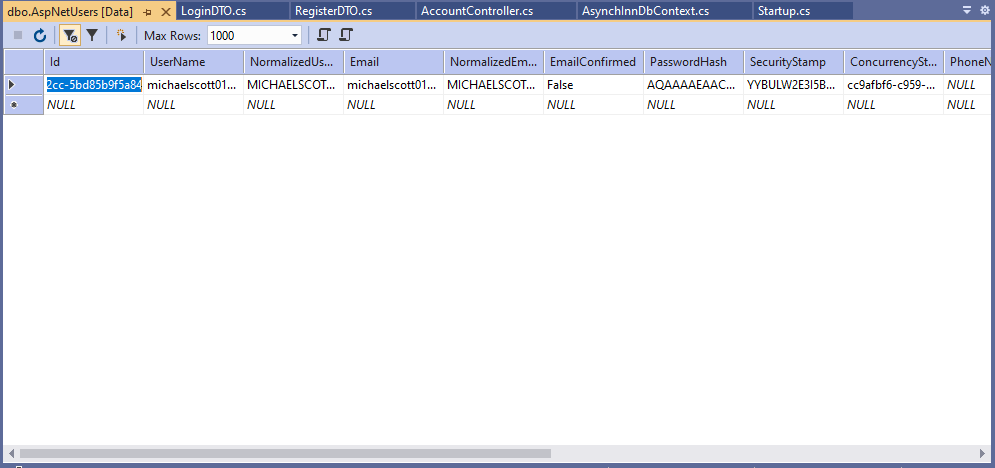 dbo.AspNetUsers [Data] LoginDTO.cs RegisterDTO.cs AccountController.cs AsynchInnDbContext.cs Startup.cs
Max Rows: 1000
Id UserName NormalizedUs... Email NormalizedEm... EmailConfirmed PasswordHash SecurityStamp ConcurrencySt... PhoneN
2cc-5bd85b9f5a84 michaelscott01... MICHAELSCOT... michaelscott01... MICHAELSCOT... False AQAAAAEAAC... YYBULW2E3I5B... cc9afbf6-c959-... NULL
NULL NULL NULL NULL NULL NULL NULL NULL NULL NULL